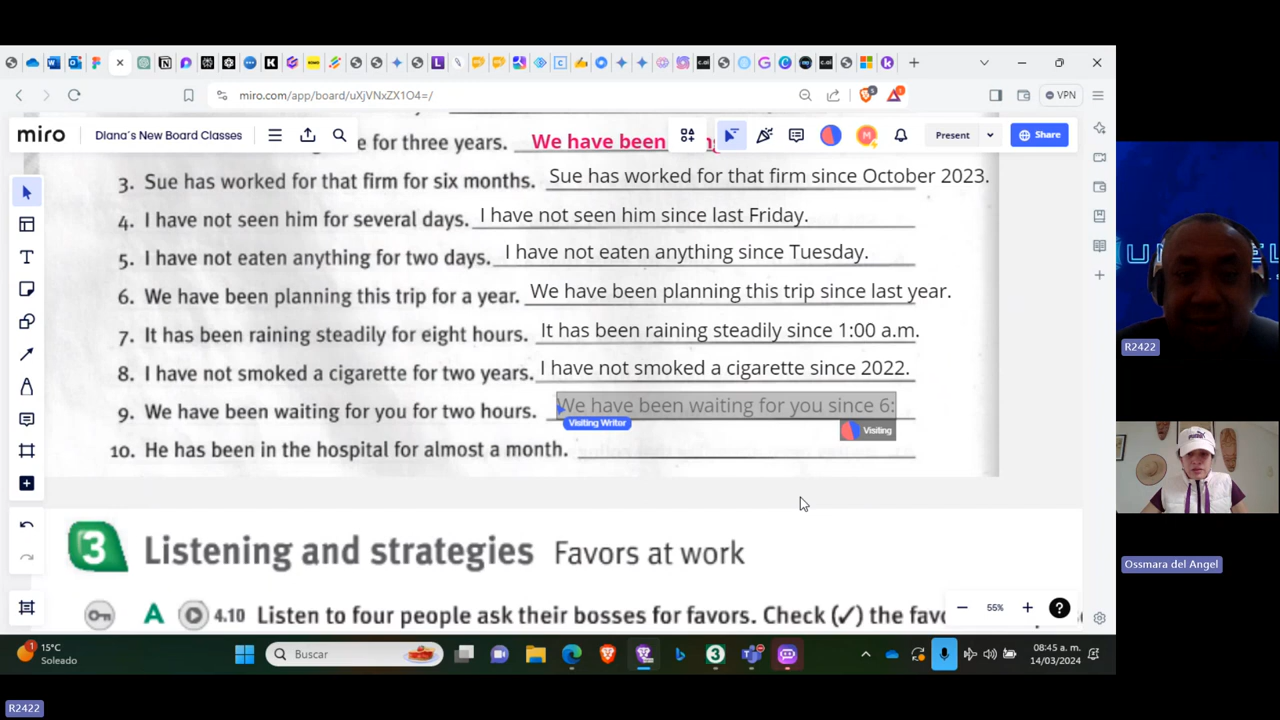 miro.com/app/board/uXjVNxZX1O4=/
VPN
miro
DIana's New Board Classes
Present
Share
for three years. We have been
3. Sue has worked for that firm for six months. Sue has worked for that firm since October 2023.
4. I have not seen him for several days. I have not seen him since last Friday.
5. I have not eaten anything for two days. I have not eaten anything since Tuesday.
6. We have been planning this trip for a year. We have been planning this trip since last year.
7. It has been raining steadily for eight hours. It has been raining steadily since 1:00 a.m.
8. I have not smoked a cigarette for two years. I have not smoked a cigarette since 2022.
9. We have been waiting for you for two hours. We have been waiting for you since 6:
Visiting Writer
Visiting
10. He has been in the hospital for almost a month.
3 Listening and strategies Favors at work
A 4.10 Listen to four people ask their bosses for favors. Check (✓) the
55%
15°C
Soleado
Buscar
08:45 a. m.
14/03/2024
R2422
Ossmara del Angel
R2422